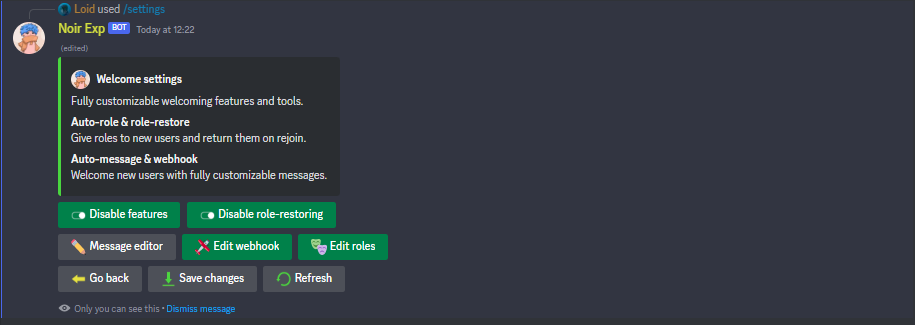 Loid used /settings
Noir Exp BOT Today at 12:22
(edited)
Welcome settings
Fully customizable welcoming features and tools.
Auto-role & role-restore
Give roles to new users and return them on rejoin.
Auto-message & webhook
Welcome new users with fully customizable messages.
Disable features Disable role-restoring
Message editor Edit webhook Edit roles
Go back Save changes Refresh
Only you can see this • Dismiss message